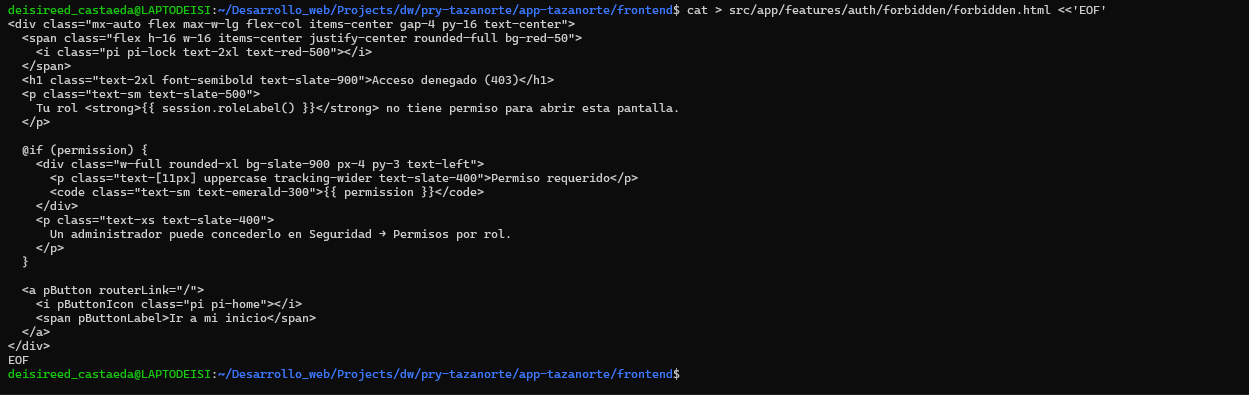 deisireed_castaeda@LAPTODEISI:~/Desarrollo_web/Projects/dw/pry-tazanorte/app-tazanorte/frontend$ cat > src/app/features/auth/forbidden/forbidden.html <<'EOF'
<div class="mx-auto flex max-w-lg flex-col items-center gap-4 py-16 text-center">
  <span class="flex h-16 w-16 items-center justify-center rounded-full bg-red-50">
    <i class="pi pi-lock text-2xl text-red-500"></i>
  </span>
  <h1 class="text-2xl font-semibold text-slate-900">Acceso denegado (403)</h1>
  <p class="text-sm text-slate-500">
    Tu rol <strong>{{ session.roleLabel() }}</strong> no tiene permiso para abrir esta pantalla.
  </p>

  @if (permission) {
    <div class="w-full rounded-xl bg-slate-900 px-4 py-3 text-left">
      <p class="text-[11px] uppercase tracking-wider text-slate-400">Permiso requerido</p>
      <code class="text-sm text-emerald-300">{{ permission }}</code>
    </div>
    <p class="text-xs text-slate-400">
      Un administrador puede concederlo en Seguridad → Permisos por rol.
    </p>
  }

  <a pButton routerLink="/">
    <i pButtonIcon class="pi pi-home"></i>
    <span pButtonLabel>Ir a mi inicio</span>
  </a>
</div>
EOF
deisireed_castaeda@LAPTODEISI:~/Desarrollo_web/Projects/dw/pry-tazanorte/app-tazanorte/frontend$